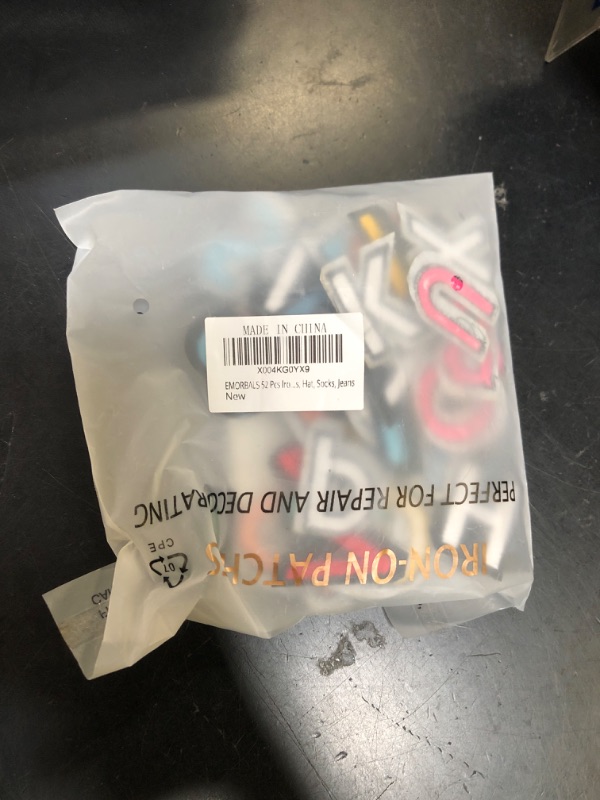 MADE IN CHINA
X004KG0YX9
EMORBALS 52 Pcs Iro...s, Hat, Socks, Jeans
New
IRON-ON PATCHS
PERFECT FOR REPAIR AND DECORATING
07
CPE
K
X
U
U
D
H